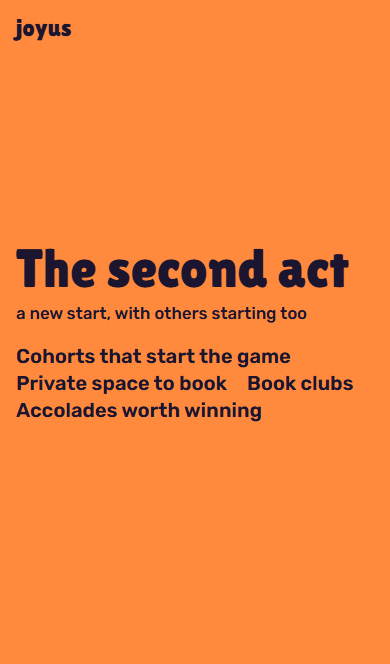 joyus
The second act
a new start, with others starting too
Cohorts that start the game
Private space to book Book clubs
Accolades worth winning